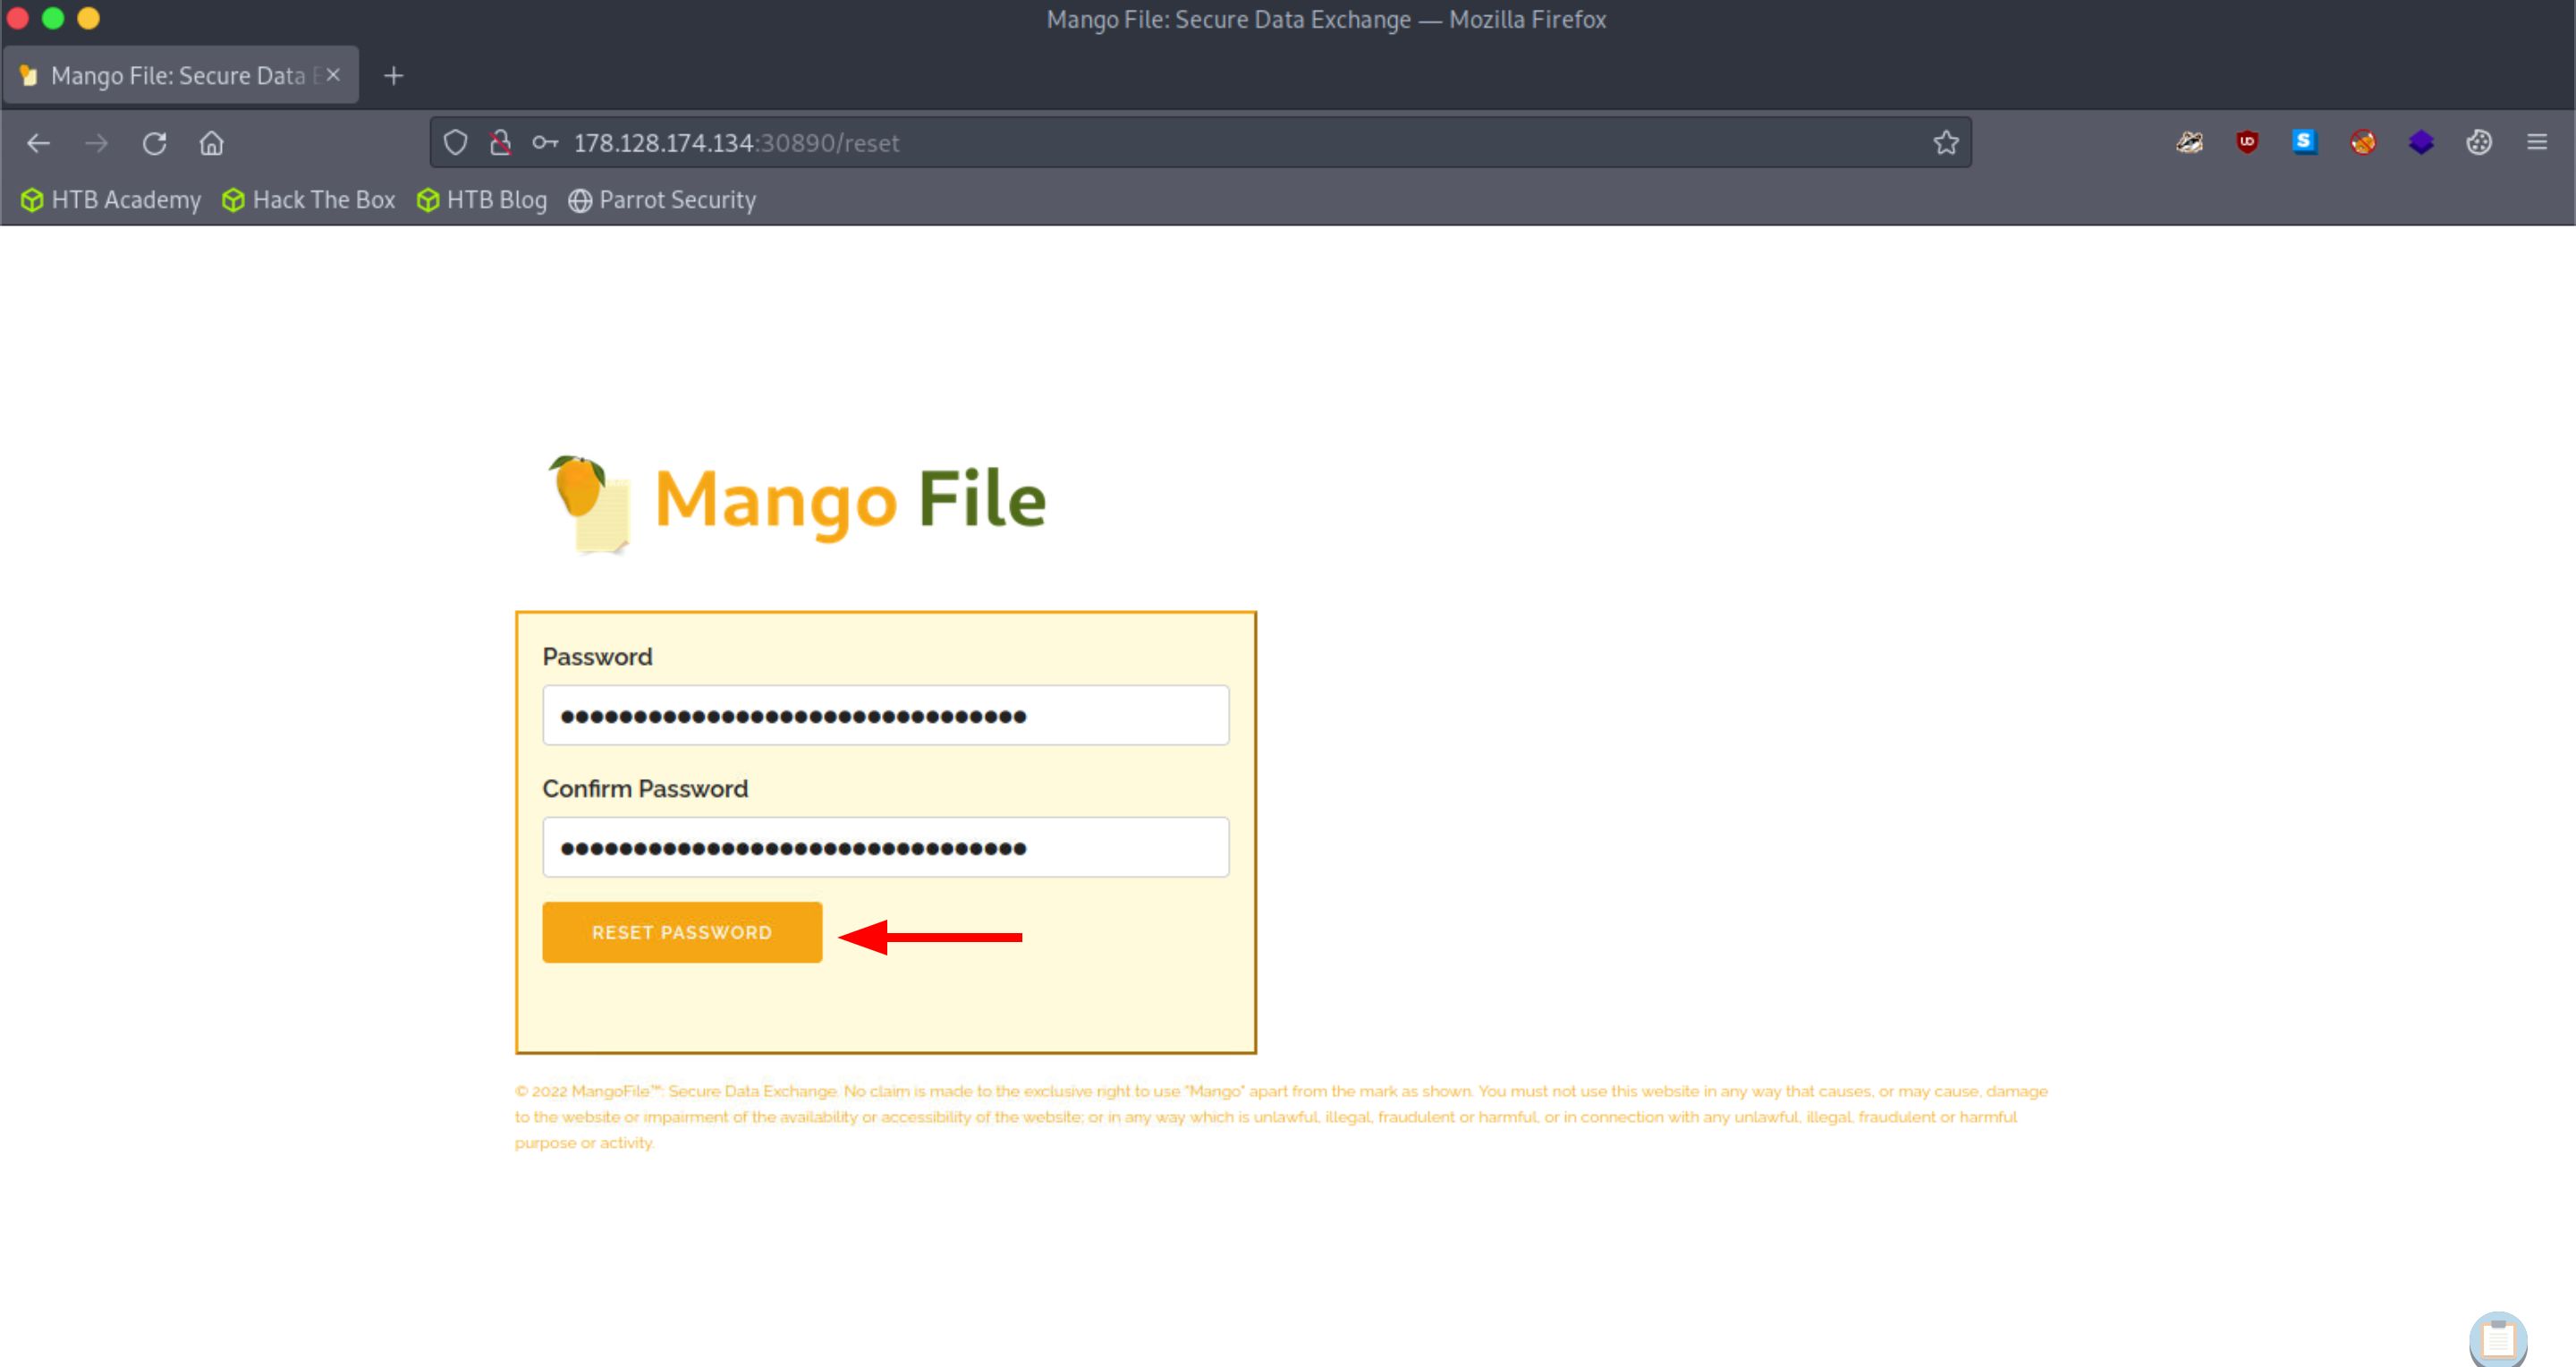 Mango File: Secure Data Exchange — Mozilla Firefox
Mango File: Secure Data
178.128.174.134:30890/reset
HTB Academy Hack The Box HTB Blog Parrot Security
Mango File
Password
●●●●●●●●●●●●●●●●●●●●●●●●●●●●●●●●
Confirm Password
●●●●●●●●●●●●●●●●●●●●●●●●●●●●●●●●
RESET PASSWORD
© 2022 MangoFile™: Secure Data Exchange. No claim is made to the exclusive right to use "Mango" apart from the mark as shown. You must not use this website in any way that causes, or may cause, damage
to the website or impairment of the availability or accessibility of the website; or in any way which is unlawful, illegal, fraudulent or harmful, or in connection with any unlawful, illegal, fraudulent or harmful
purpose or activity.